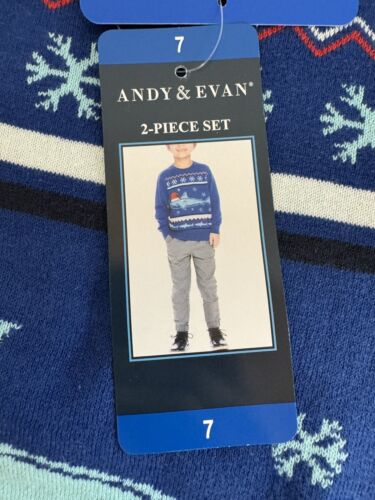 7
ANDY & EVAN®
2-PIECE SET
7